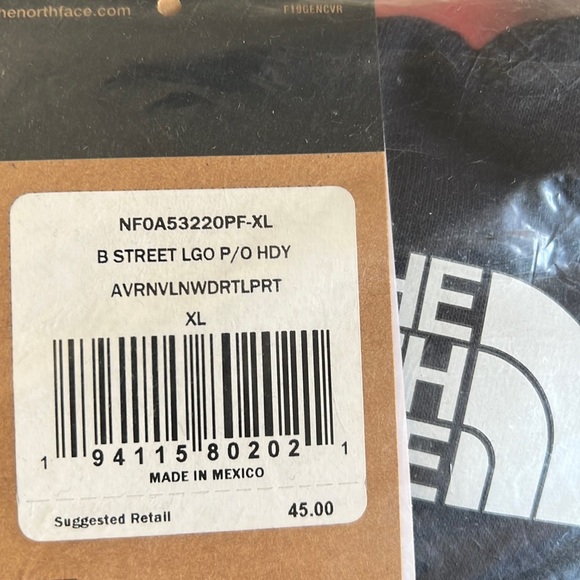 henorthface.com
F19GENCVR
NF0A53220PF-XL
B STREET LGO P/O HDY
AVRNVLNWDRTLPRT
XL
1 94115 80202 1
MADE IN MEXICO
Suggested Retail 45.00
HE
H
E